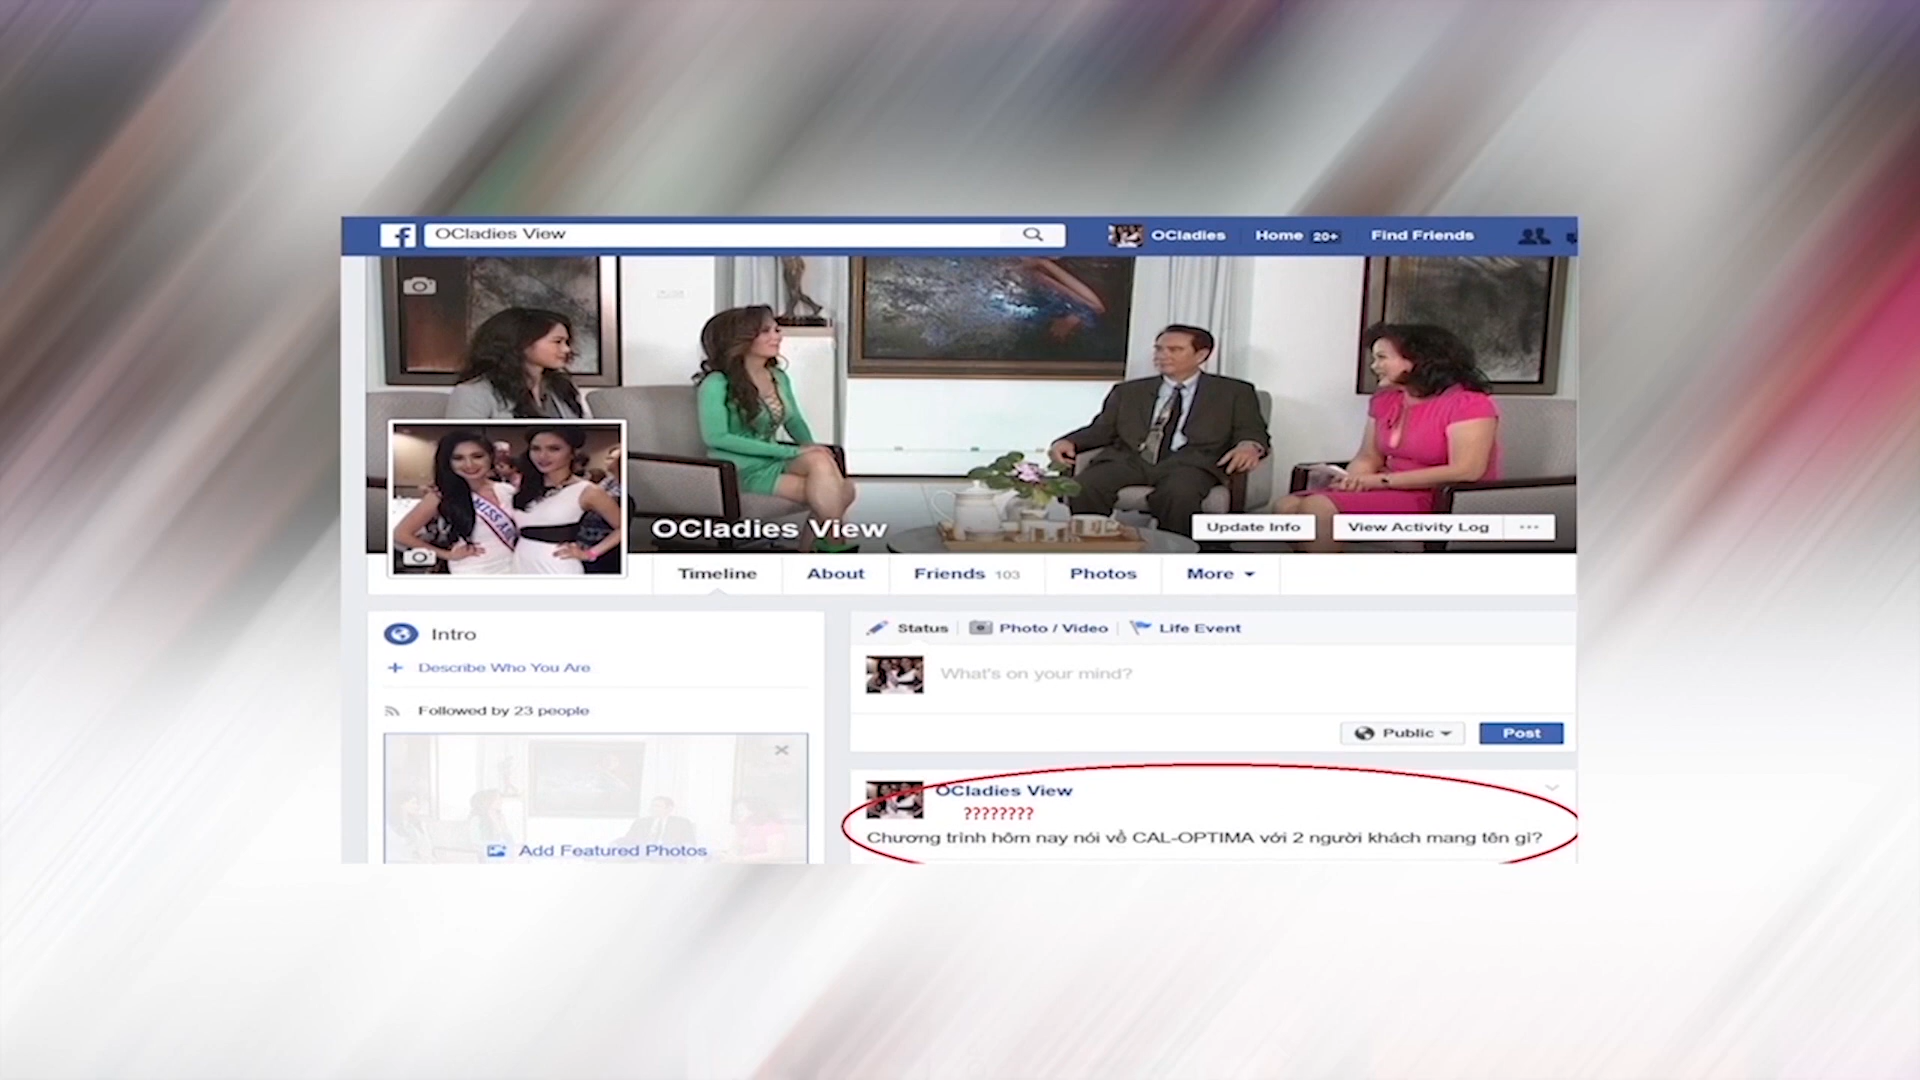 f OCladies View OCladies Home 20+ Find Friends
MISS
OCladies View Update Info View Activity Log ...
Timeline About Friends 103 Photos More
Intro
Describe Who You Are
Followed by 23 people
Add Featured Photos
Status Photo / Video Life Event
What's on your mind?
Public Post
OCladies View
????????
Chương trình hôm nay nói về CAL-OPTIMA với 2 người khách mang tên gì?